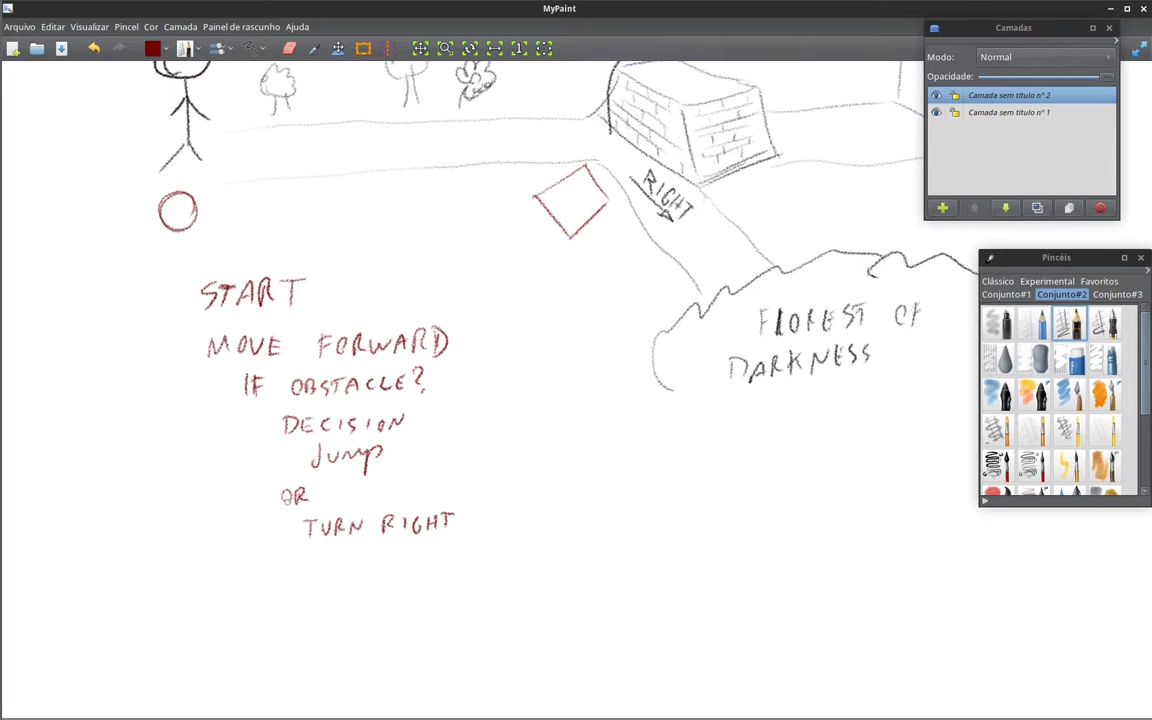 MyPaint
Arquivo Editar Visualizar Pincel Cor Camada Painel de rascunho Ajuda
Camadas
Modo: Normal
Opacidade:
Camada sem título nº 2
Camada sem título nº 1
RIGHT
Pincéis
Clássico Experimental Favoritos
Conjunto#1 Conjunto#2 Conjunto#3
FLOREST OF
DARKNESS
START
MOVE FORWARD
IF OBSTACLE?
DECISION
JUMP
OR
TURN RIGHT